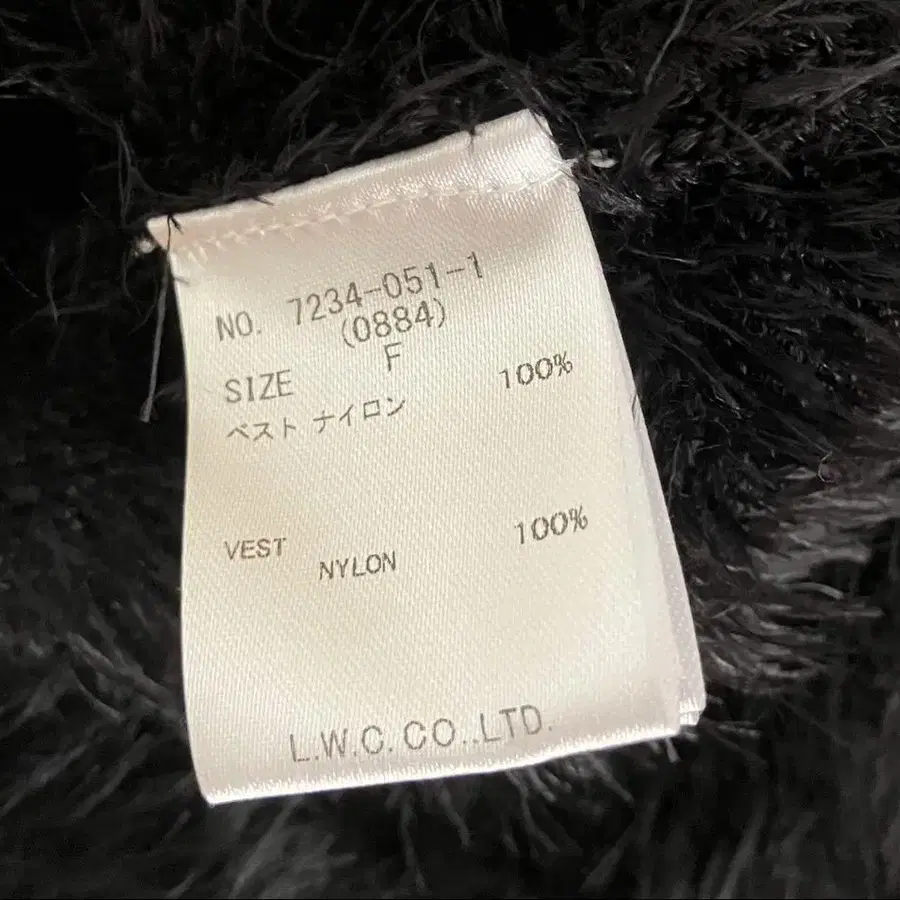 NO. 7234-051-1
(0884)
SIZE F
ベスト ナイロン 100%
VEST
NYLON 100%
L.W.C.CO.,LTD.